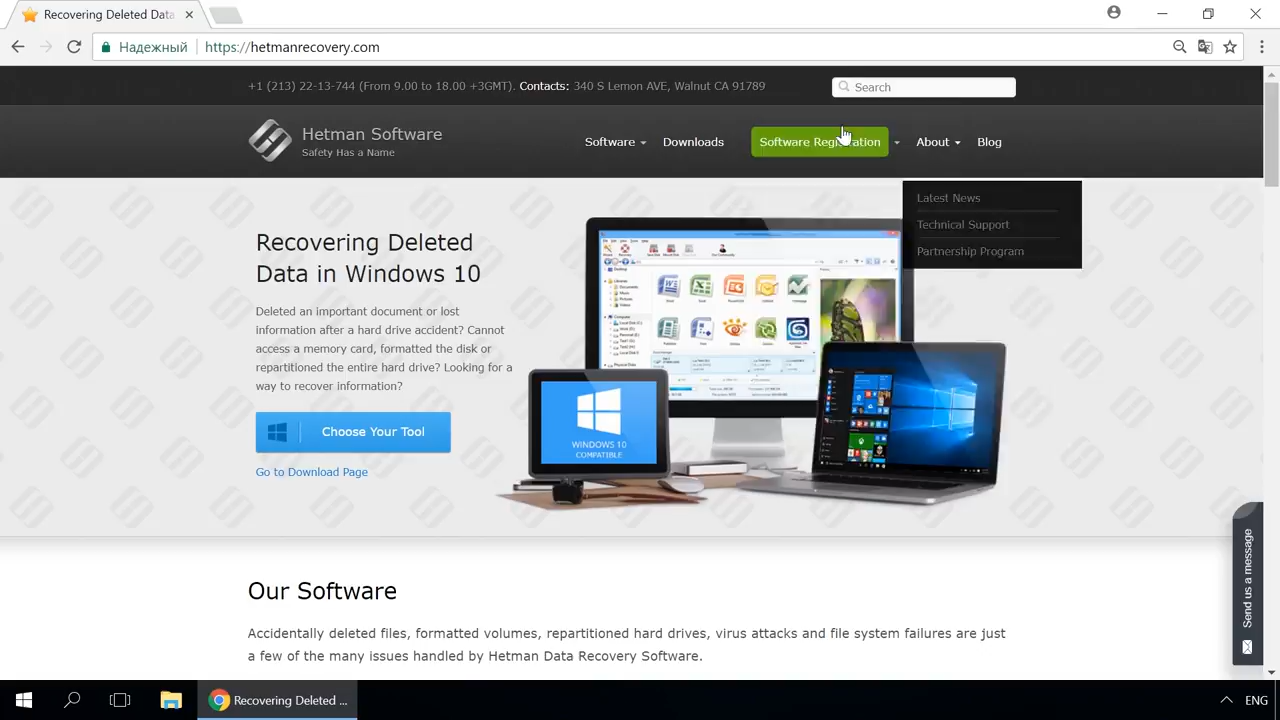 Recovering Deleted Data
Надежный
https://hetmanrecovery.com
+1 (213) 22-13-744 (From 9.00 to 18.00 +3GMT). Contacts: 340 S Lemon AVE, Walnut CA 91789
Search
Hetman Software
Safety Has a Name
Software
Downloads
Software Registration
About
Blog
Latest News
Technical Support
Partnership Program
Recovering Deleted
Data in Windows 10
Deleted an important document or lost
information after a hard drive accident? Cannot
access a memory card, formatted the disk or
repartitioned the entire hard drive? Looking for a
way to recover information?
Choose Your Tool
Go to Download Page
WINDOWS 10
COMPATIBLE
Send us a message
Our Software
Accidentally deleted files, formatted volumes, repartitioned hard drives, virus attacks and file system failures are just
a few of the many issues handled by Hetman Data Recovery Software.
Recovering Deleted ...
ENG